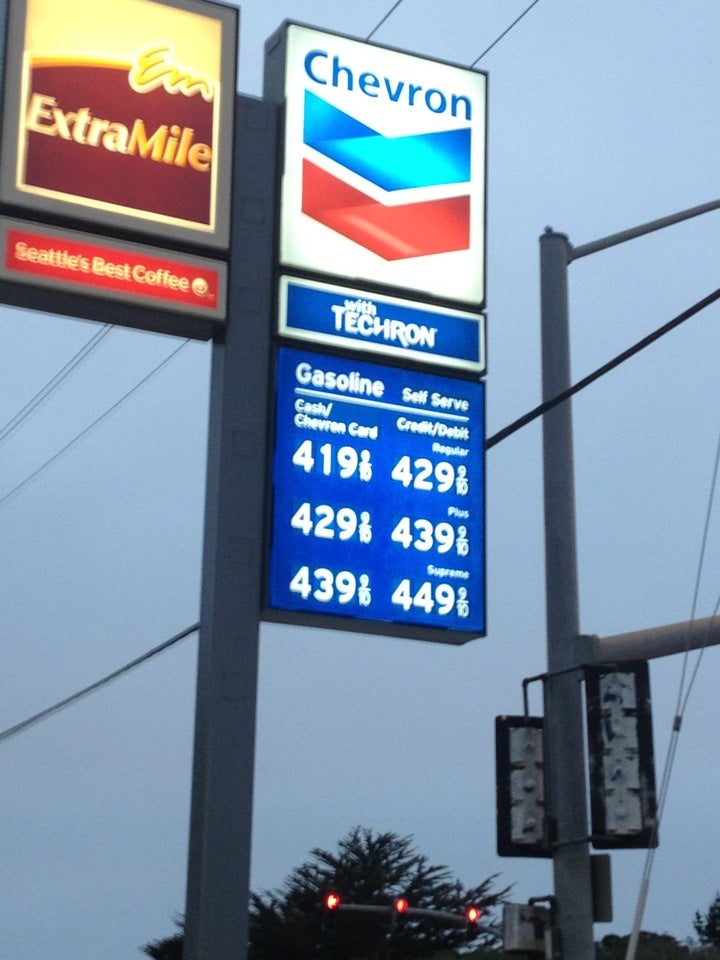 Em
ExtraMile
Seattle's Best Coffee
Chevron
with
TECHRON
Gasoline Self Serve
Cash/
Chevron Card Credit/Debit
Regular
419 9/10 429 9/10
Plus
429 9/10 439 9/10
Supreme
439 9/10 449 9/10